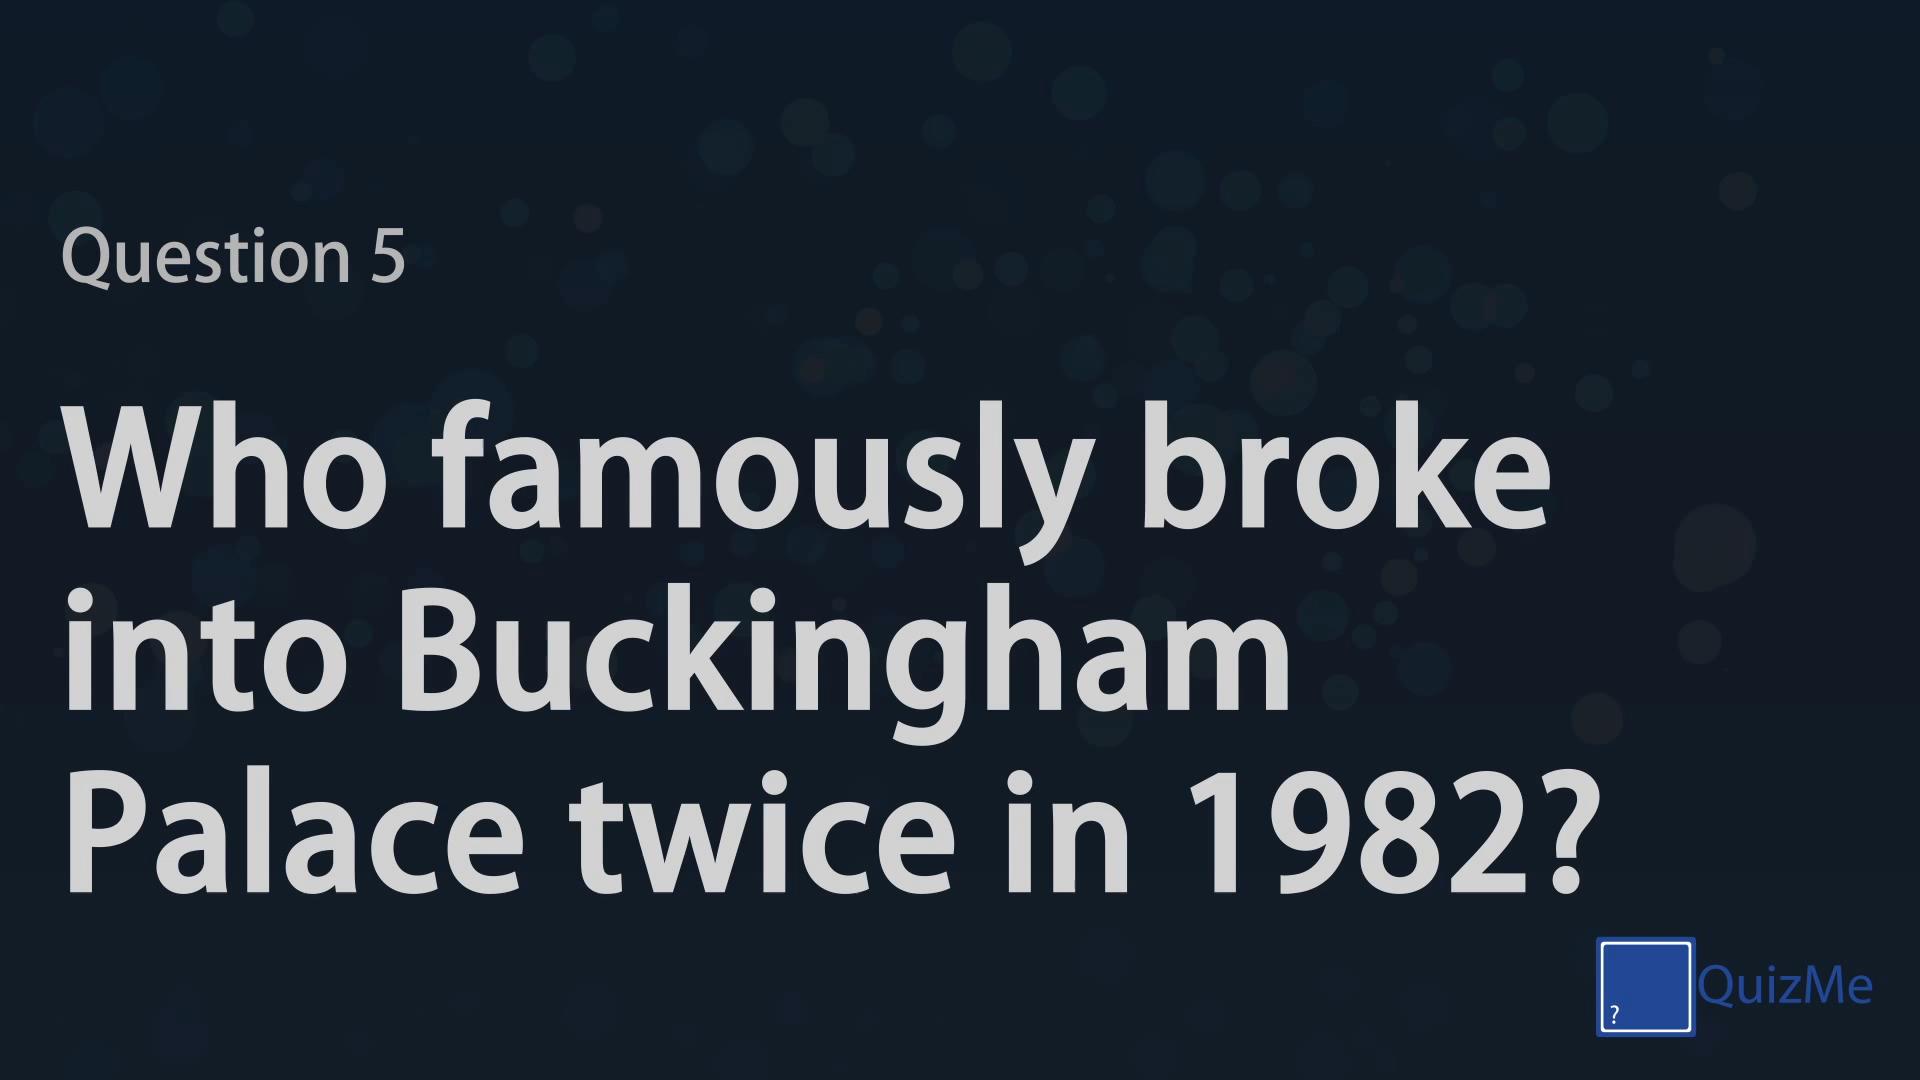 Question 5
Who famously broke
into Buckingham
Palace twice in 1982?
?
QuizMe